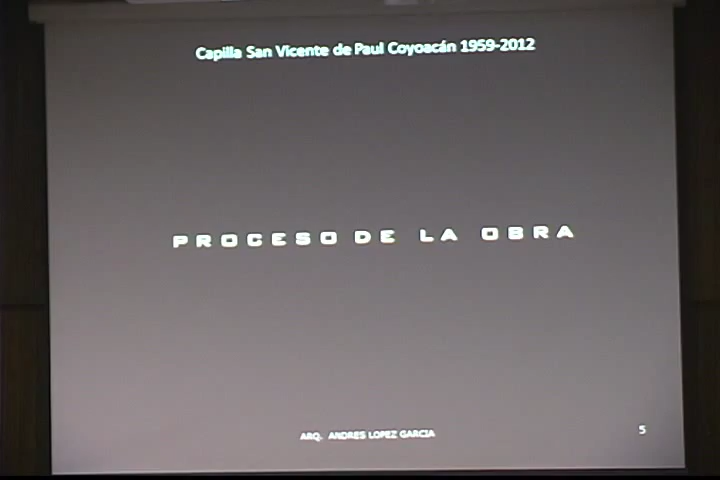 Capilla San Vicente de Paul Coyoacán 1959-2012
PROCESO DE LA OBRA
ARQ. ANDRES LOPEZ GARCIA
5